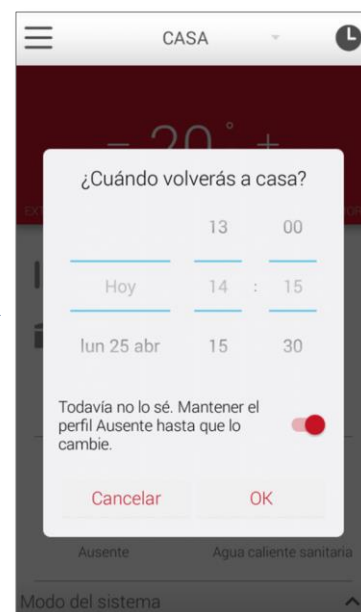 CASA
– 20° +
¿Cuándo volverás a casa?
13 00
Hoy 14 : 15
lun 25 abr 15 30
Todavía no lo sé. Mantener el
perfil Ausente hasta que lo
cambie.
Cancelar OK
Ausente Agua caliente sanitaria
Modo del sistema